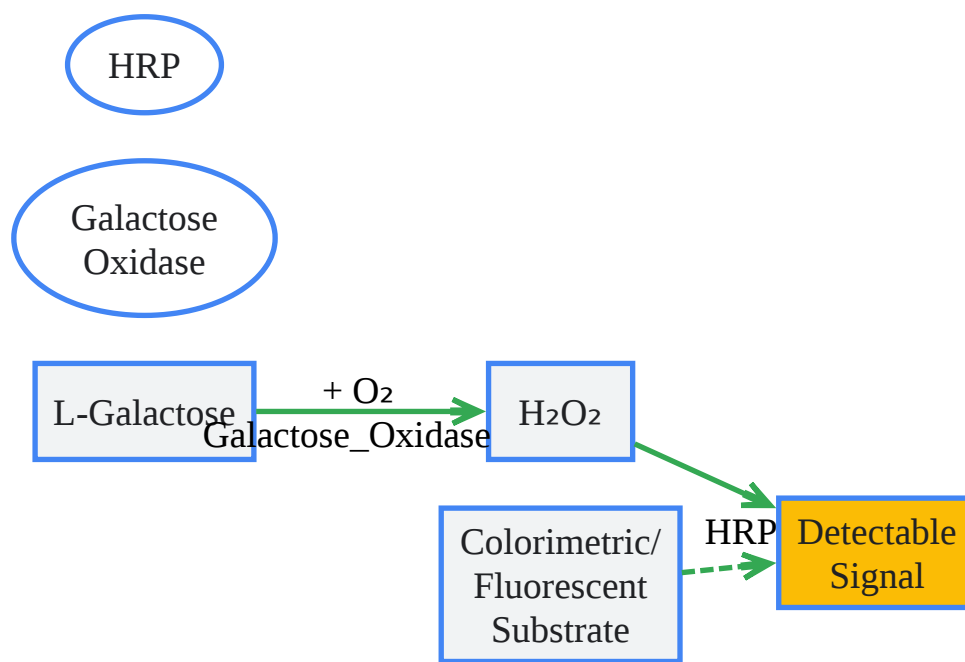 HRP
Galactose
Oxidase
L-Galactose
+ O₂
Galactose_Oxidase
H₂O₂
Colorimetric/
Fluorescent
Substrate
HRP
Detectable
Signal